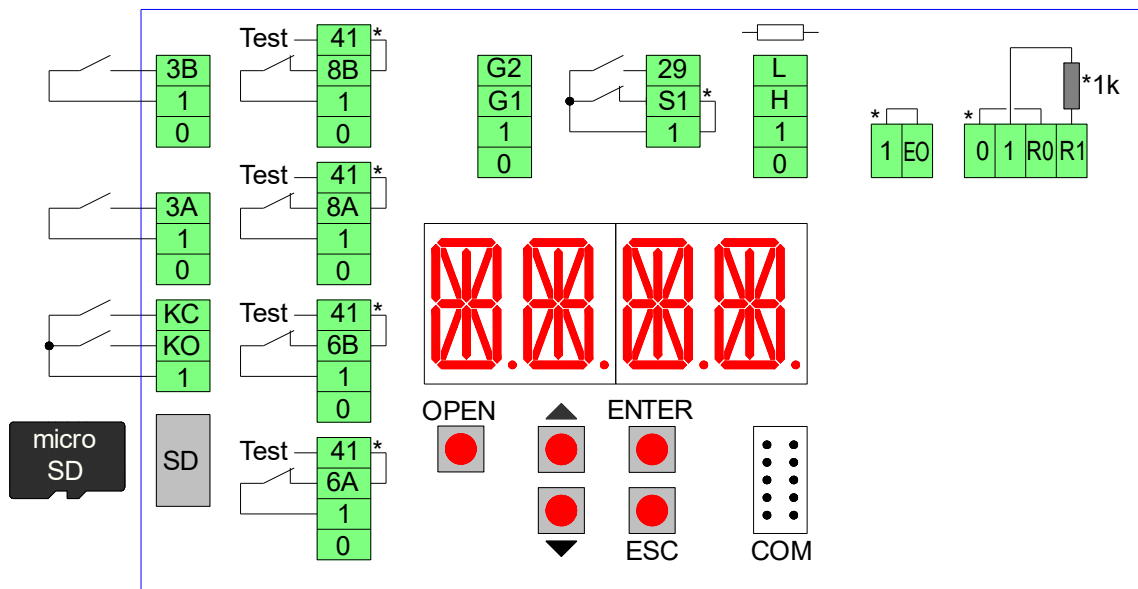 3B
1
0
3A
1
0
KC
KO
1
micro
SD
SD
Test 41 *
8B
1
0
Test 41 *
8A
1
0
Test 41 *
6B
1
0
Test 41 *
6A
1
0
G2
G1
1
0
29
S1 *
1
L
H
1
0
*
1 EO
*
*1k
0 1 R0 R1
OPEN
ENTER
ESC
COM